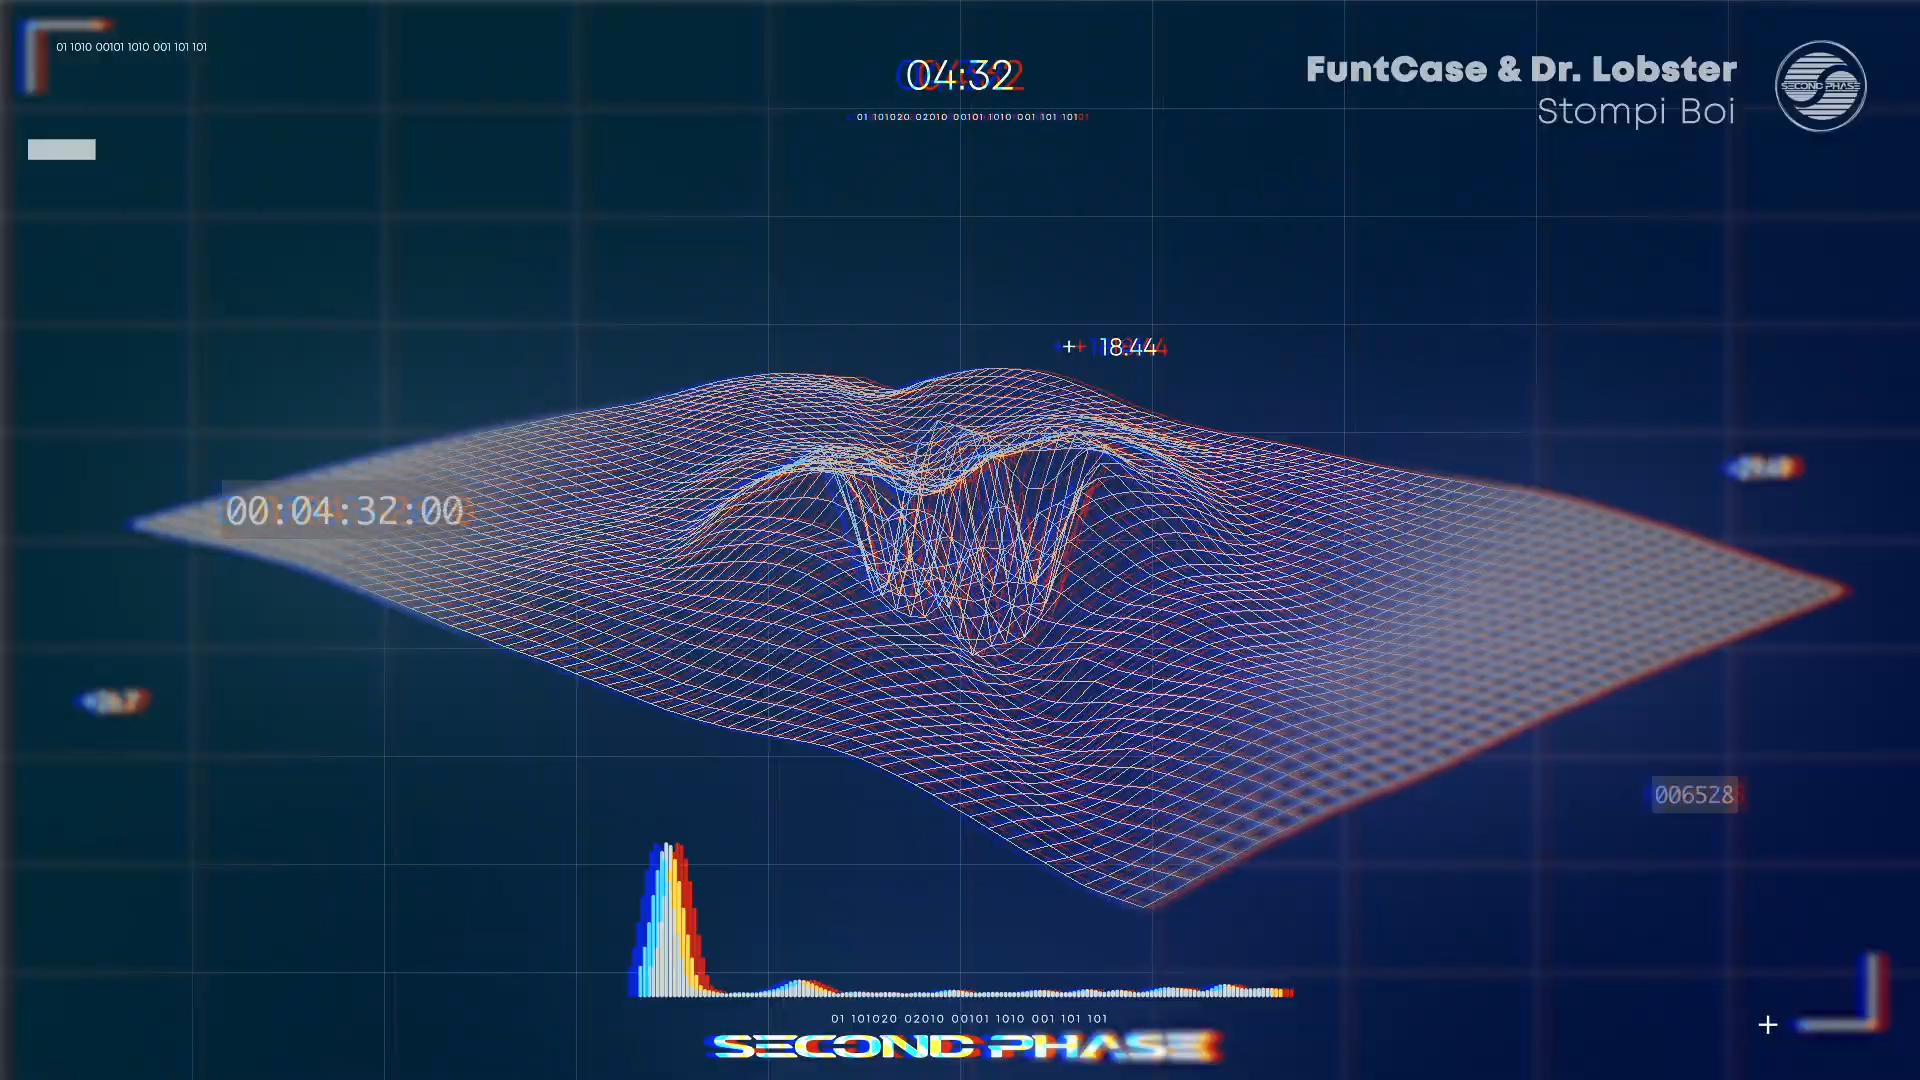 01 1010 00101 1010 001 101 101
04:32
01 101020 02010 00101 1010 001 101 101
FuntCase & Dr. Lobster
Stompi Boi
SECOND PHASE
+ 18.44
00:04:32:00
006528
01 101020 02010 00101 1010 001 101 101
SECOND PHASE